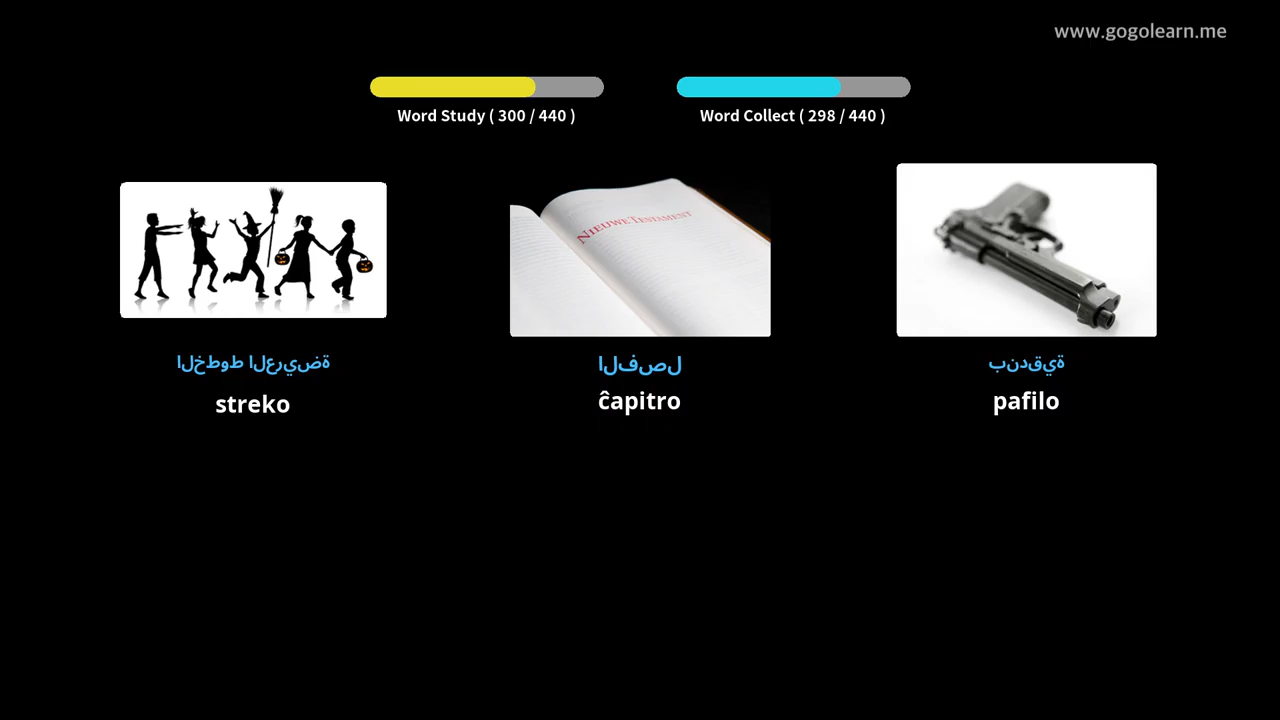 www.gogolearn.me
Word Study ( 300 / 440 )
Word Collect ( 298 / 440 )
NIEUWE TESTAMENT
الخطوط العريضة
الفصل
بندقية
streko
ĉapitro
pafilo